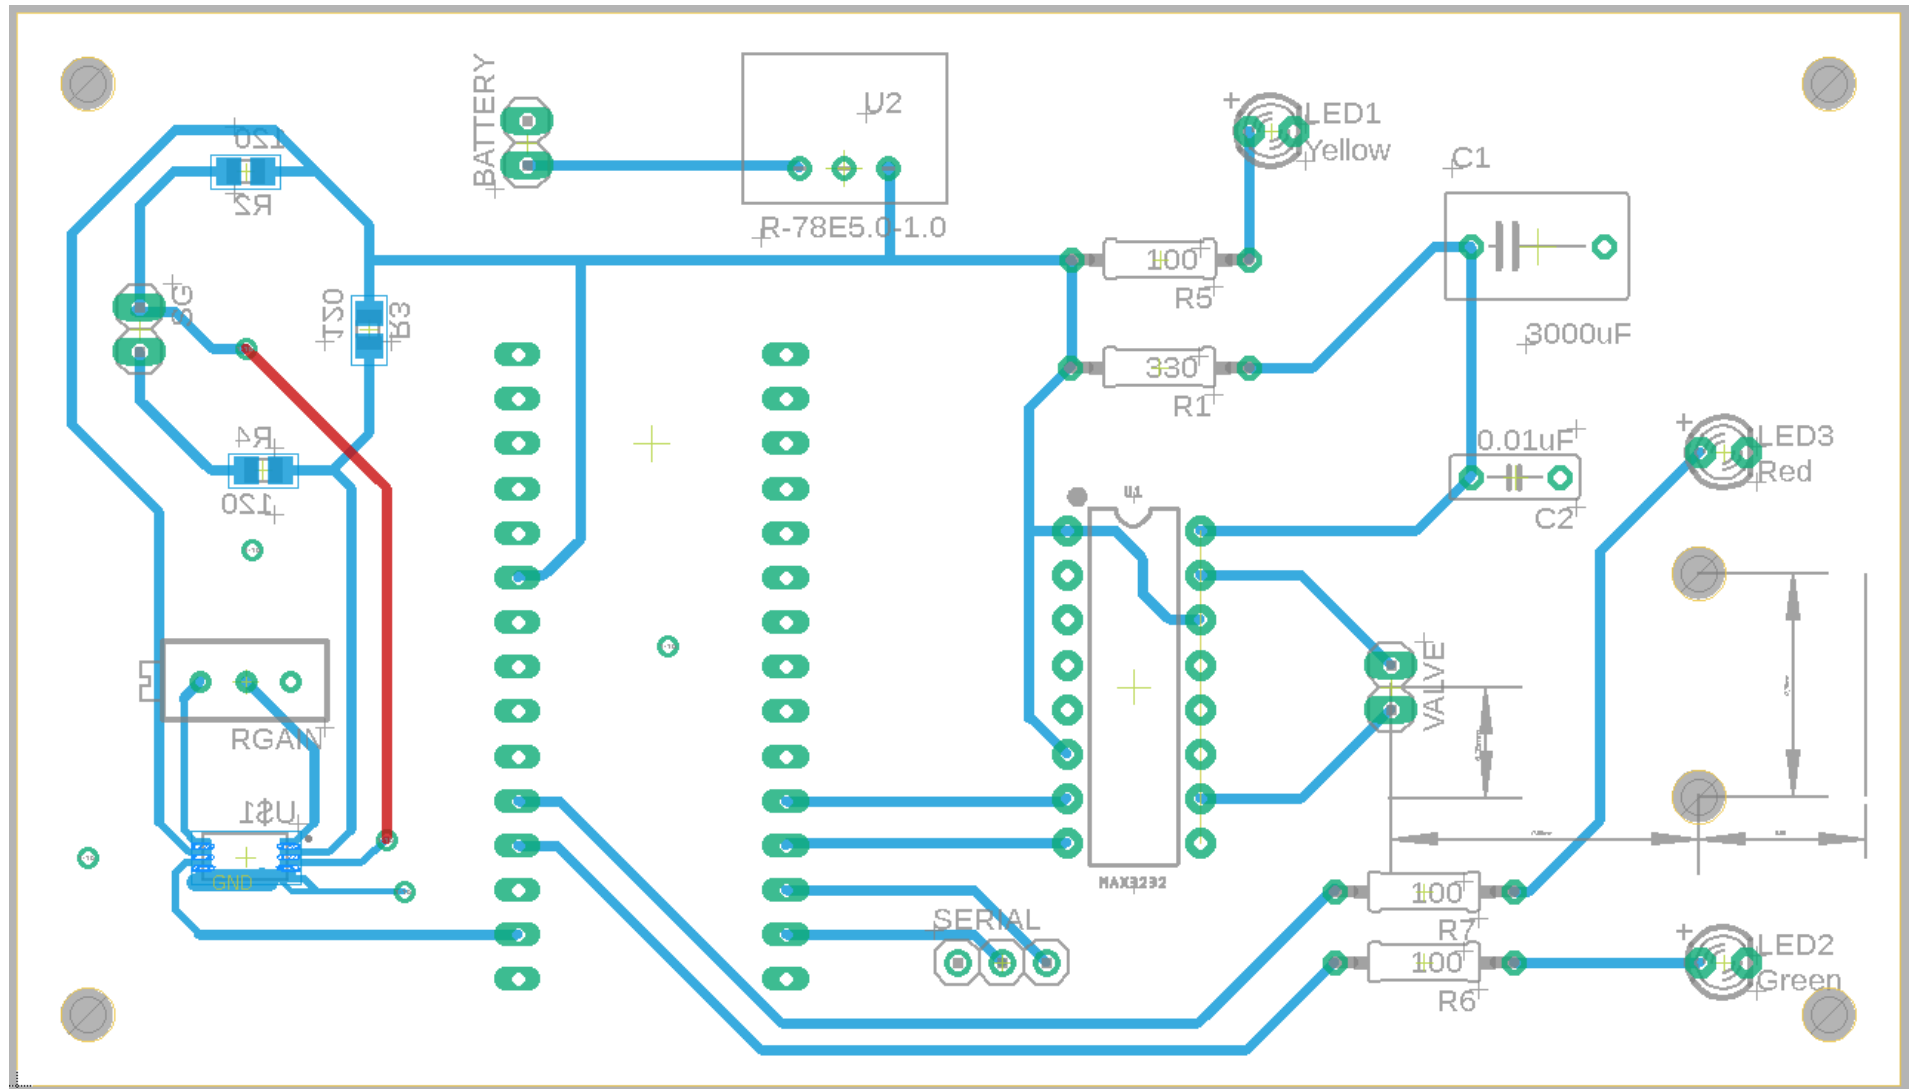 BATTERY
U2
R-78E5.0-1.0
LED1
Yellow
C1
3000uF
120
R2
SG
120
R3
100
R5
330
R1
R4
120
0.01uF
C2
LED3
Red
U1
VALVE
RGAIN
U$1
GND
MAX3232
SERIAL
100
R7
100
R6
LED2
Green